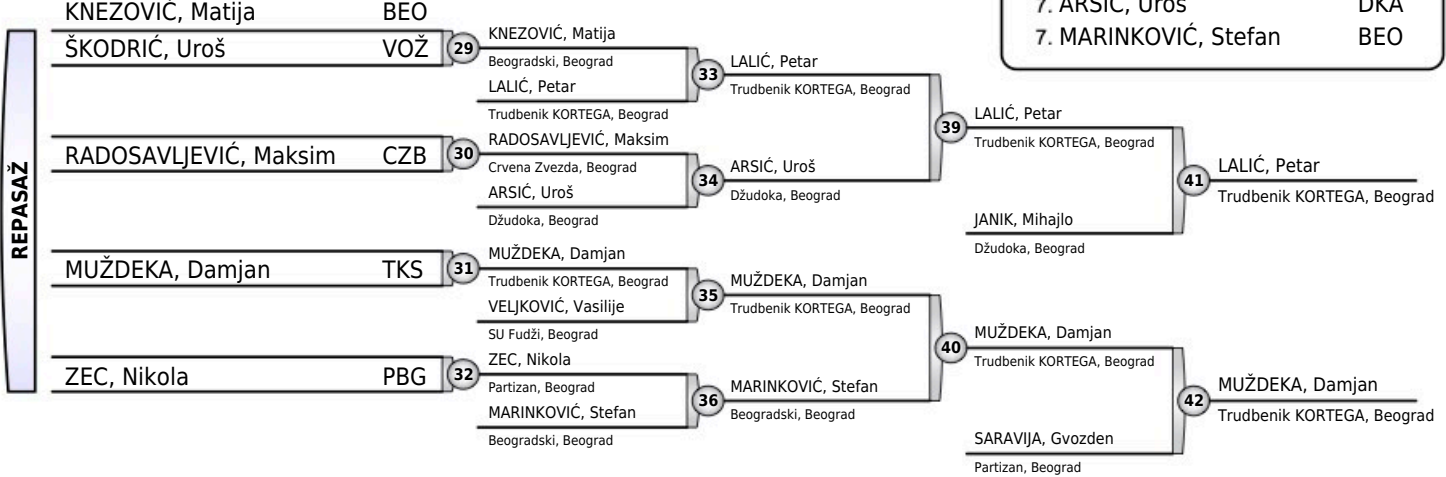 KNEZOVIĆ, Matija BEO
ŠKODRIĆ, Uroš VOŽ
29
KNEZOVIĆ, Matija
Beogradski, Beograd
LALIĆ, Petar
Trudbenik KORTEGA, Beograd
33
LALIĆ, Petar
Trudbenik KORTEGA, Beograd
7. ARSIĆ, Uroš DKA
7. MARINKOVIĆ, Stefan BEO
REPASAŽ
RADOSAVLJEVIĆ, Maksim CZB
30
RADOSAVLJEVIĆ, Maksim
Crvena Zvezda, Beograd
ARSIĆ, Uroš
Džudoka, Beograd
34
ARSIĆ, Uroš
Džudoka, Beograd
39
LALIĆ, Petar
Trudbenik KORTEGA, Beograd
JANIK, Mihajlo
Džudoka, Beograd
41
LALIĆ, Petar
Trudbenik KORTEGA, Beograd
MUŽDEKA, Damjan TKS
31
MUŽDEKA, Damjan
Trudbenik KORTEGA, Beograd
VELJKOVIĆ, Vasilije
SU Fudži, Beograd
35
MUŽDEKA, Damjan
Trudbenik KORTEGA, Beograd
ZEC, Nikola PBG
32
ZEC, Nikola
Partizan, Beograd
MARINKOVIĆ, Stefan
Beogradski, Beograd
36
MARINKOVIĆ, Stefan
Beogradski, Beograd
40
MUŽDEKA, Damjan
Trudbenik KORTEGA, Beograd
SARAVIJA, Gvozden
Partizan, Beograd
42
MUŽDEKA, Damjan
Trudbenik KORTEGA, Beograd